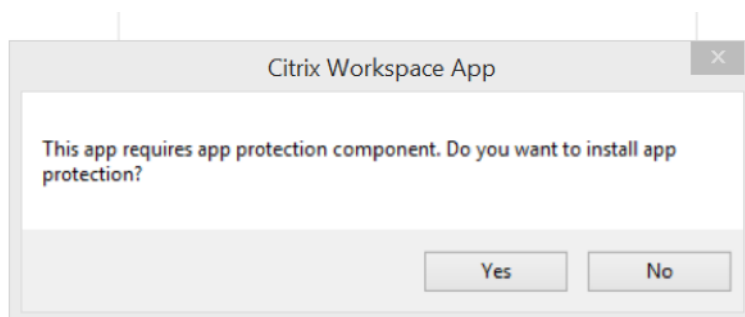 Citrix Workspace App
This app requires app protection component. Do you want to install app
protection?
Yes
No